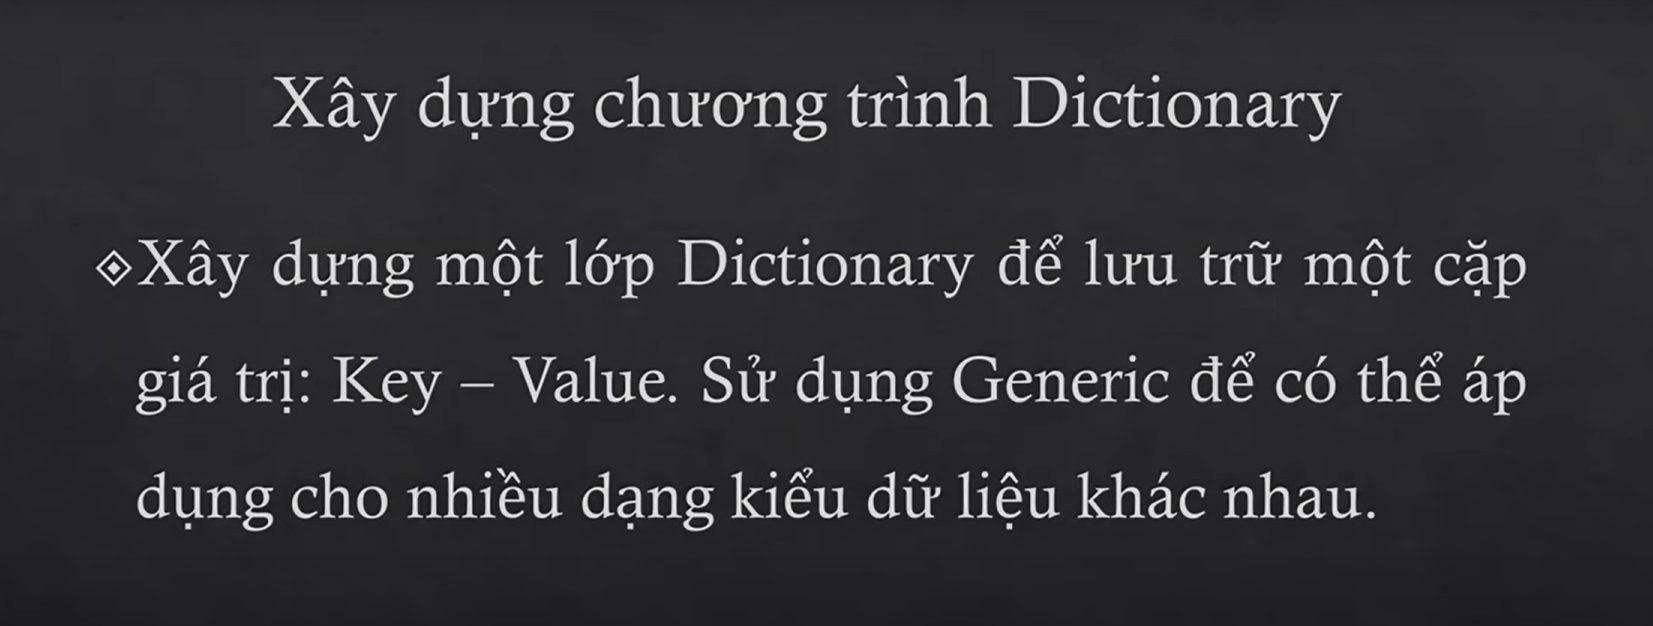 Xây dựng chương trình Dictionary
Xây dựng một lớp Dictionary để lưu trữ một cặp
giá trị: Key – Value. Sử dụng Generic để có thể áp
dụng cho nhiều dạng kiểu dữ liệu khác nhau.